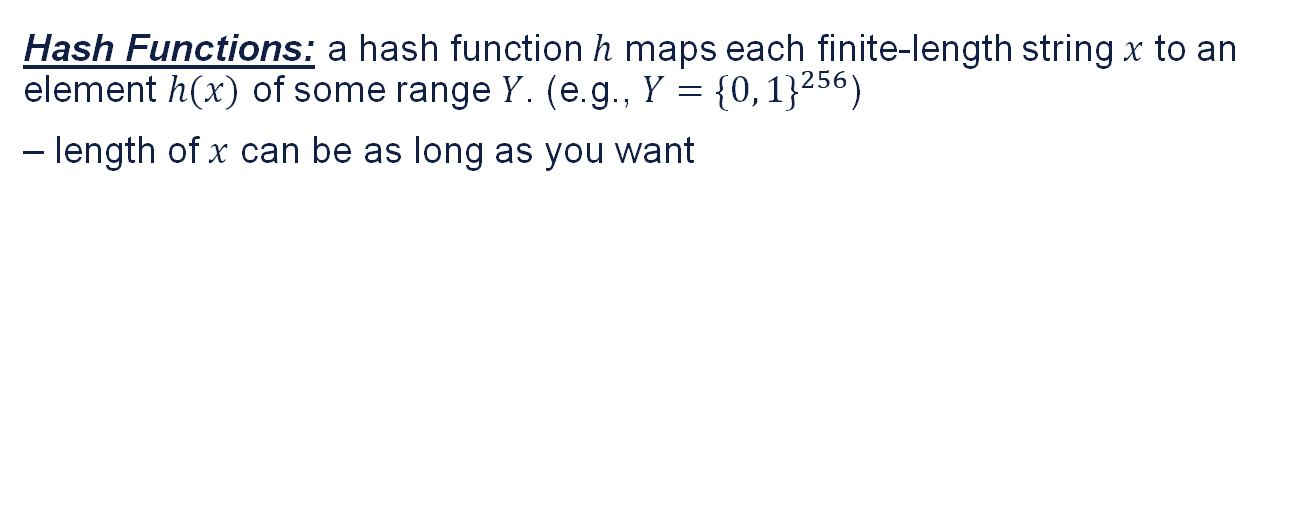 Hash Functions: a hash function h maps each finite-length string x to an
element h(x) of some range Y. (e.g., Y = {0, 1}²⁵⁶)
– length of x can be as long as you want